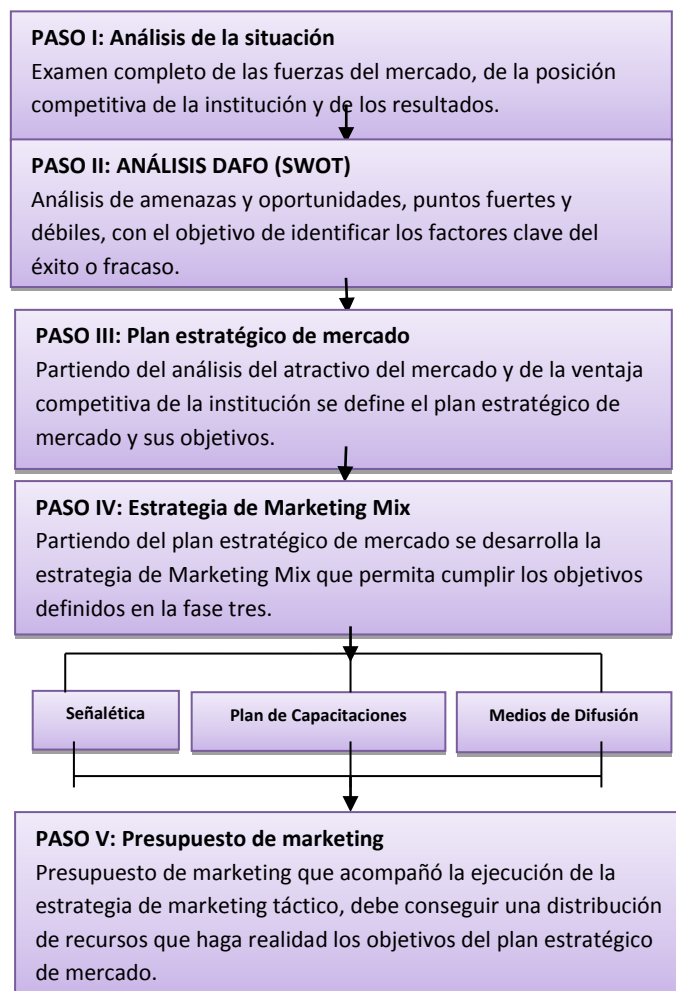 PASO I: Análisis de la situación
Examen completo de las fuerzas del mercado, de la posición
competitiva de la institución y de los resultados.
PASO II: ANÁLISIS DAFO (SWOT)
Análisis de amenazas y oportunidades, puntos fuertes y
débiles, con el objetivo de identificar los factores clave del
éxito o fracaso.
PASO III: Plan estratégico de mercado
Partiendo del análisis del atractivo del mercado y de la ventaja
competitiva de la institución se define el plan estratégico de
mercado y sus objetivos.
PASO IV: Estrategia de Marketing Mix
Partiendo del plan estratégico de mercado se desarrolla la
estrategia de Marketing Mix que permita cumplir los objetivos
definidos en la fase tres.
Señalética
Plan de Capacitaciones
Medios de Difusión
PASO V: Presupuesto de marketing
Presupuesto de marketing que acompañó la ejecución de la
estrategia de marketing táctico, debe conseguir una distribución
de recursos que haga realidad los objetivos del plan estratégico
de mercado.